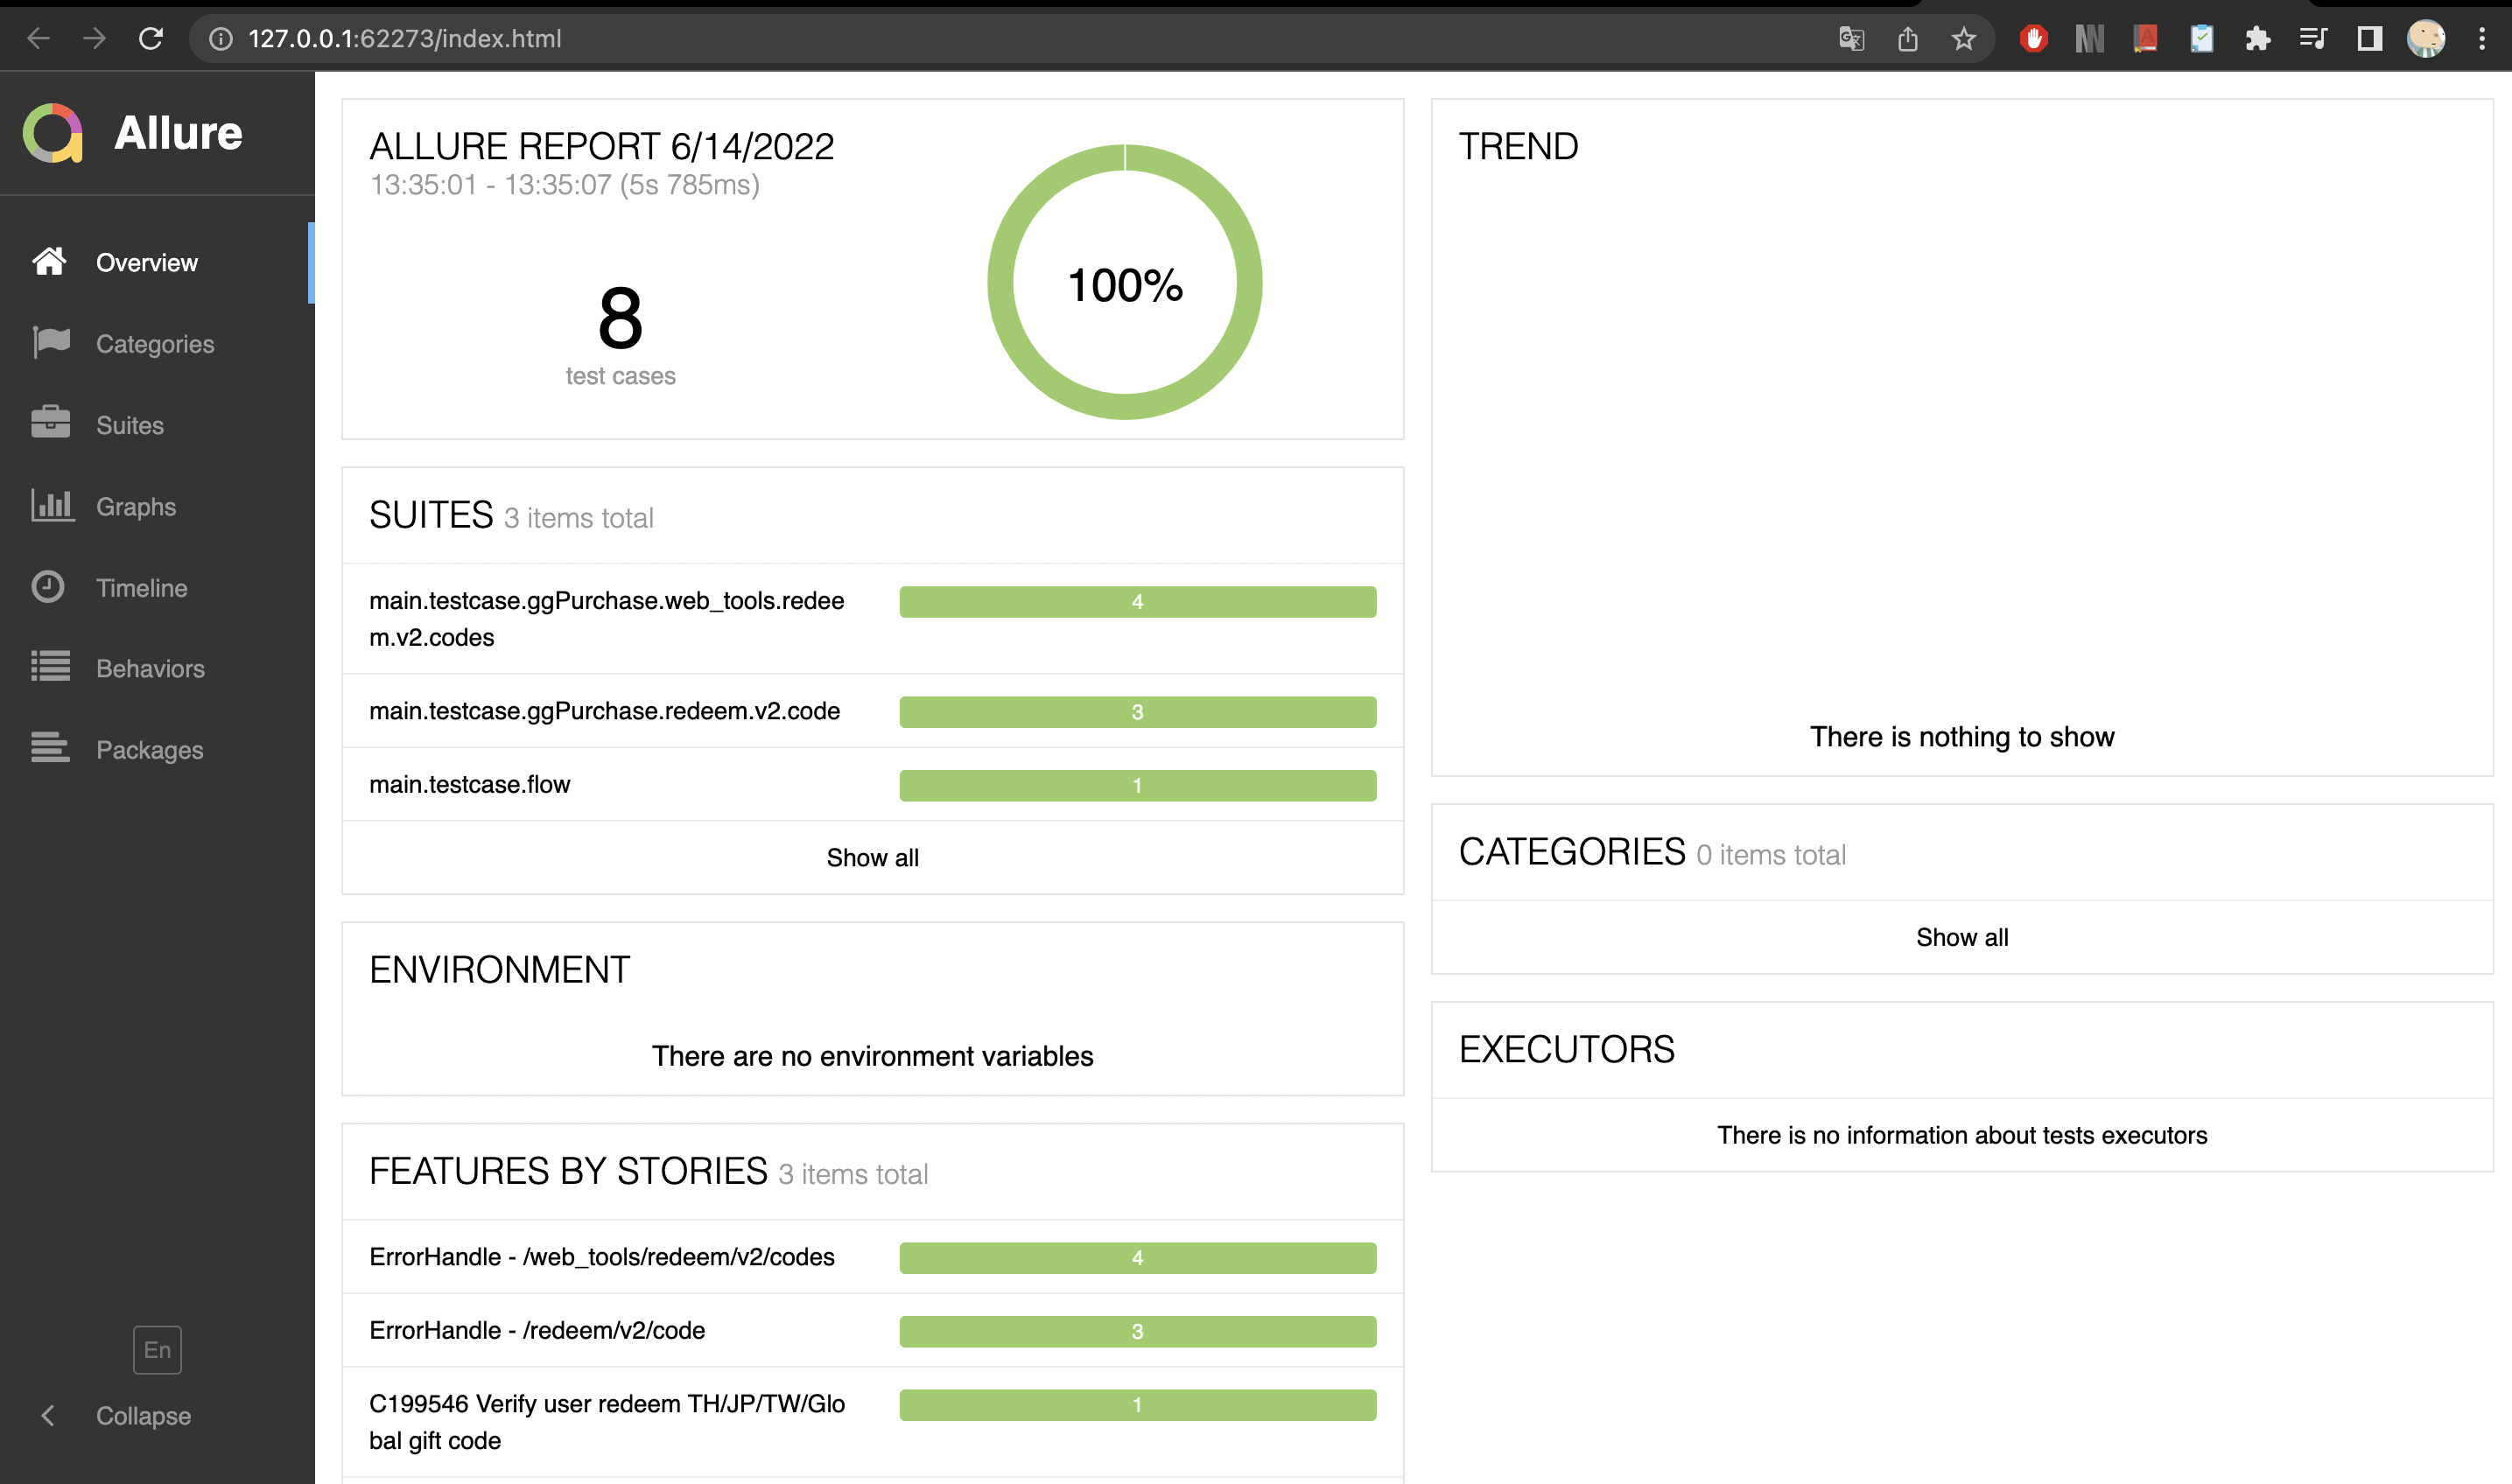 127.0.0.1:62273/index.html
Allure
Overview
Categories
Suites
Graphs
Timeline
Behaviors
Packages
En
Collapse
ALLURE REPORT 6/14/2022
13:35:01 - 13:35:07 (5s 785ms)
8
test cases
100%
SUITES 3 items total
main.testcase.ggPurchase.web_tools.redee
m.v2.codes
4
main.testcase.ggPurchase.redeem.v2.code
3
main.testcase.flow
1
Show all
ENVIRONMENT
There are no environment variables
FEATURES BY STORIES 3 items total
ErrorHandle - /web_tools/redeem/v2/codes
4
ErrorHandle - /redeem/v2/code
3
C199546 Verify user redeem TH/JP/TW/Glo
bal gift code
1
TREND
There is nothing to show
CATEGORIES 0 items total
Show all
EXECUTORS
There is no information about tests executors